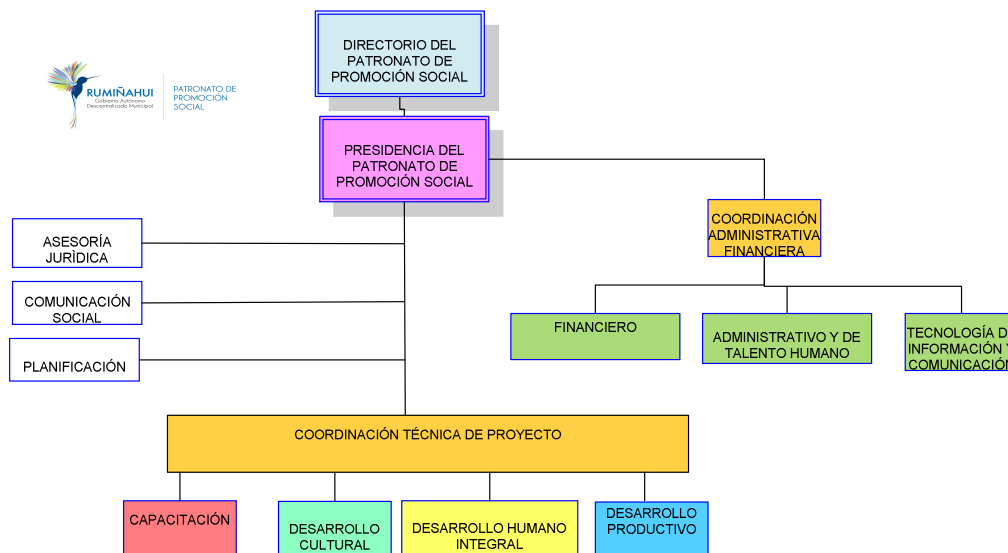 DIRECTORIO DEL
PATRONATO DE
PROMOCIÓN SOCIAL
RUMIÑAHUI
Gobierno Autónomo
Descentralizado Municipal
PATRONATO DE
PROMOCIÓN
SOCIAL
PRESIDENCIA DEL
PATRONATO DE
PROMOCIÓN SOCIAL
COORDINACIÓN
ADMINISTRATIVA
FINANCIERA
ASESORÍA
JURÌDICA
COMUNICACIÓN
SOCIAL
PLANIFICACIÓN
FINANCIERO
ADMINISTRATIVO Y DE
TALENTO HUMANO
TECNOLOGÍA D
INFORMACIÓN Y
COMUNICACIÓN
COORDINACIÓN TÉCNICA DE PROYECTO
CAPACITACIÓN
DESARROLLO
CULTURAL
DESARROLLO HUMANO
INTEGRAL
DESARROLLO
PRODUCTIVO